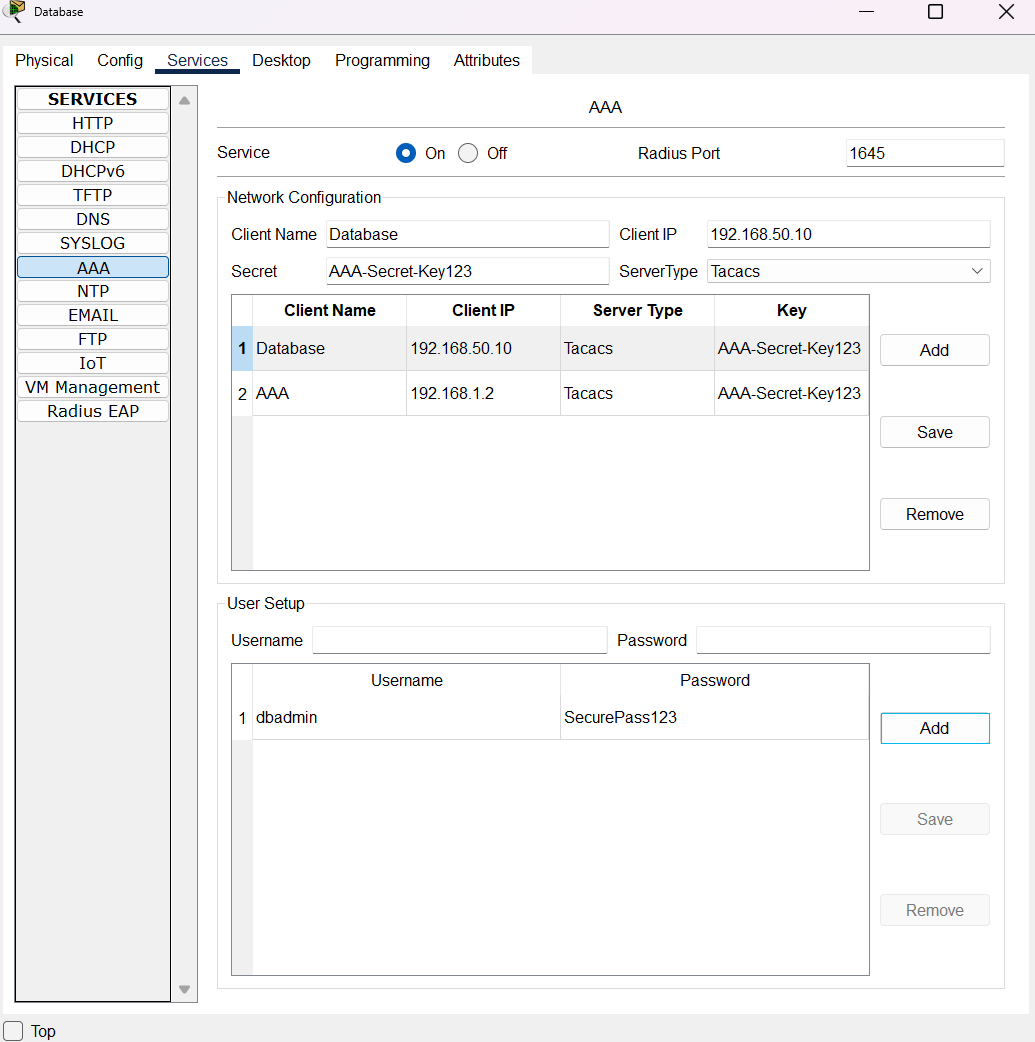 Database
Physical Config Services Desktop Programming Attributes
SERVICES
HTTP
DHCP
DHCPv6
TFTP
DNS
SYSLOG
AAA
NTP
EMAIL
FTP
IoT
VM Management
Radius EAP
AAA
Service On Off Radius Port 1645
Network Configuration
Client Name Database Client IP 192.168.50.10
Secret AAA-Secret-Key123 ServerType Tacacs
Client Name Client IP Server Type Key
1 Database 192.168.50.10 Tacacs AAA-Secret-Key123
2 AAA 192.168.1.2 Tacacs AAA-Secret-Key123
Add
Save
Remove
User Setup
Username Password
Username Password
1 dbadmin SecurePass123
Add
Save
Remove
Top